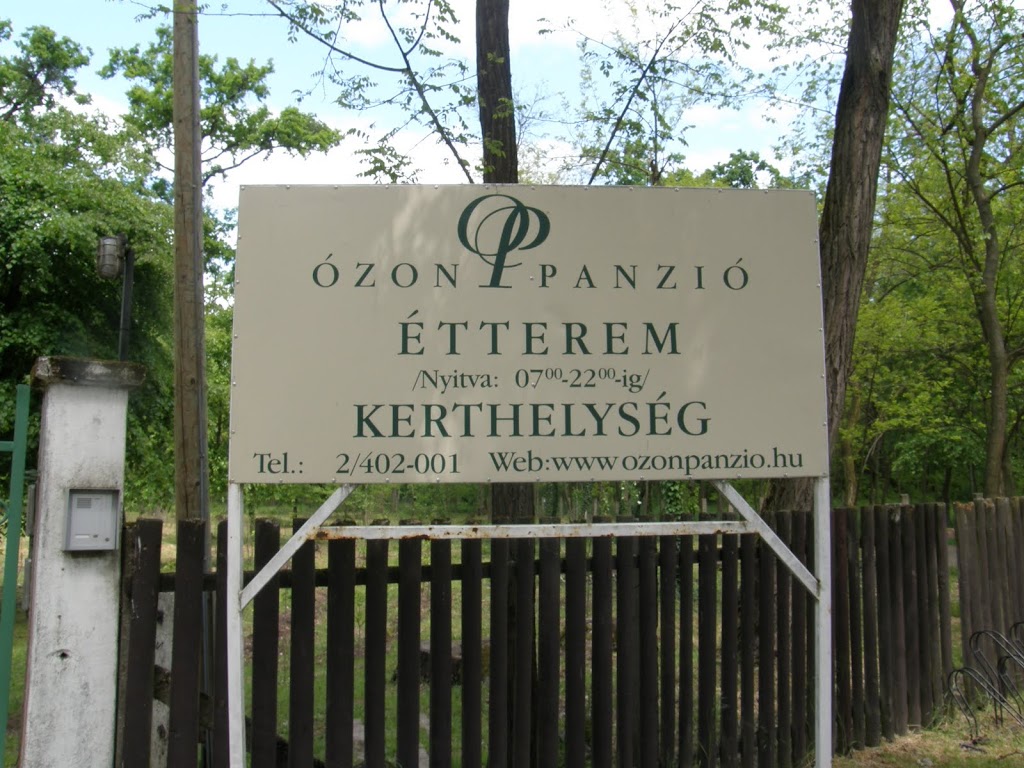 ÓZON PANZIÓ
ÉTTEREM
/Nyitva: 07⁰⁰-22⁰⁰-ig/
KERTHELYSÉG
Tel.: 2/402-001 Web:www ozonpanzio.hu